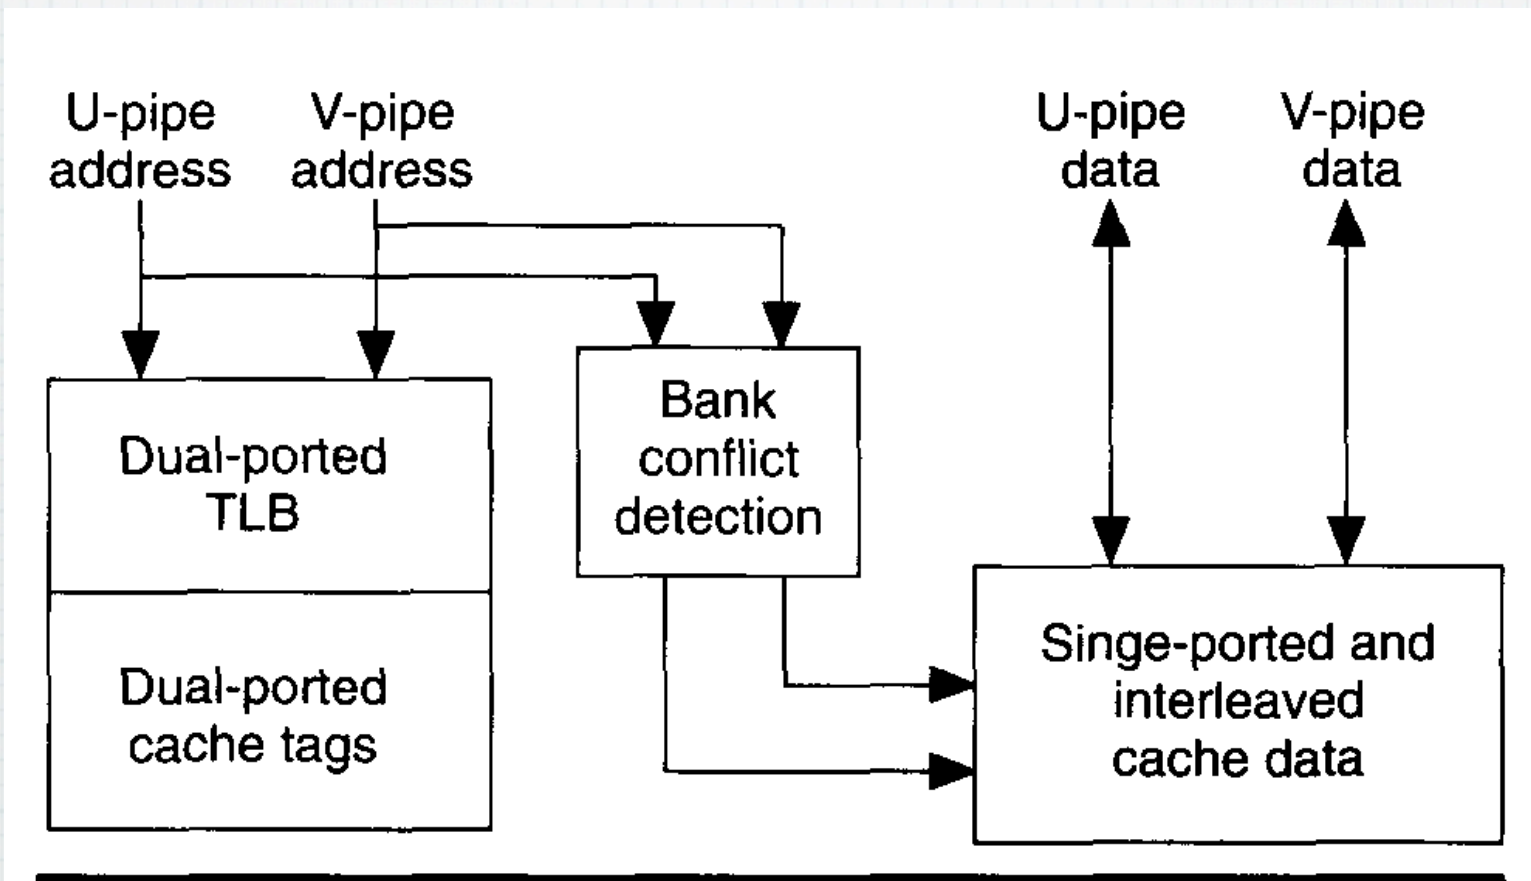 U-pipe
address
V-pipe
address
U-pipe
data
V-pipe
data
Dual-ported
TLB
Bank
conflict
detection
Dual-ported
cache tags
Singe-ported and
interleaved
cache data